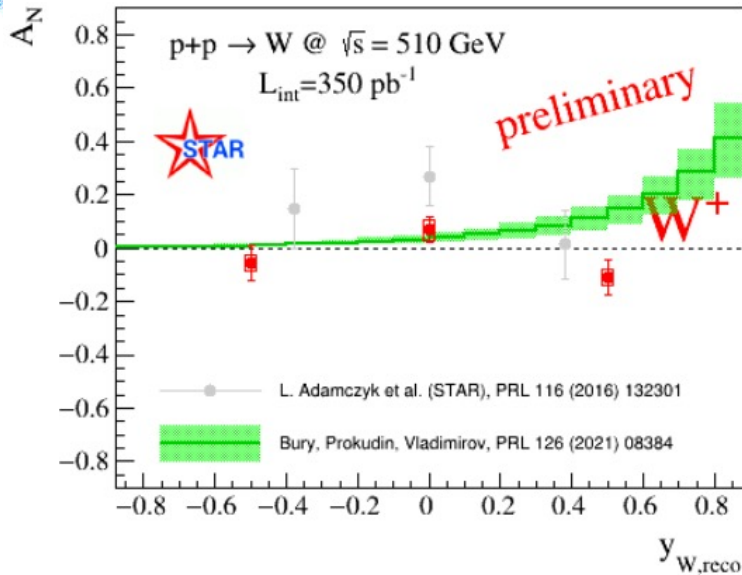 A_N
p+p → W @ √s = 510 GeV
L_int=350 pb^-1
preliminary
STAR
W+
0.8
0.6
0.4
0.2
0
−0.2
−0.4
−0.6
−0.8
L. Adamczyk et al. (STAR), PRL 116 (2016) 132301
Bury, Prokudin, Vladimirov, PRL 126 (2021) 08384
−0.8 −0.6 −0.4 −0.2 0 0.2 0.4 0.6 0.8
y_W,reco